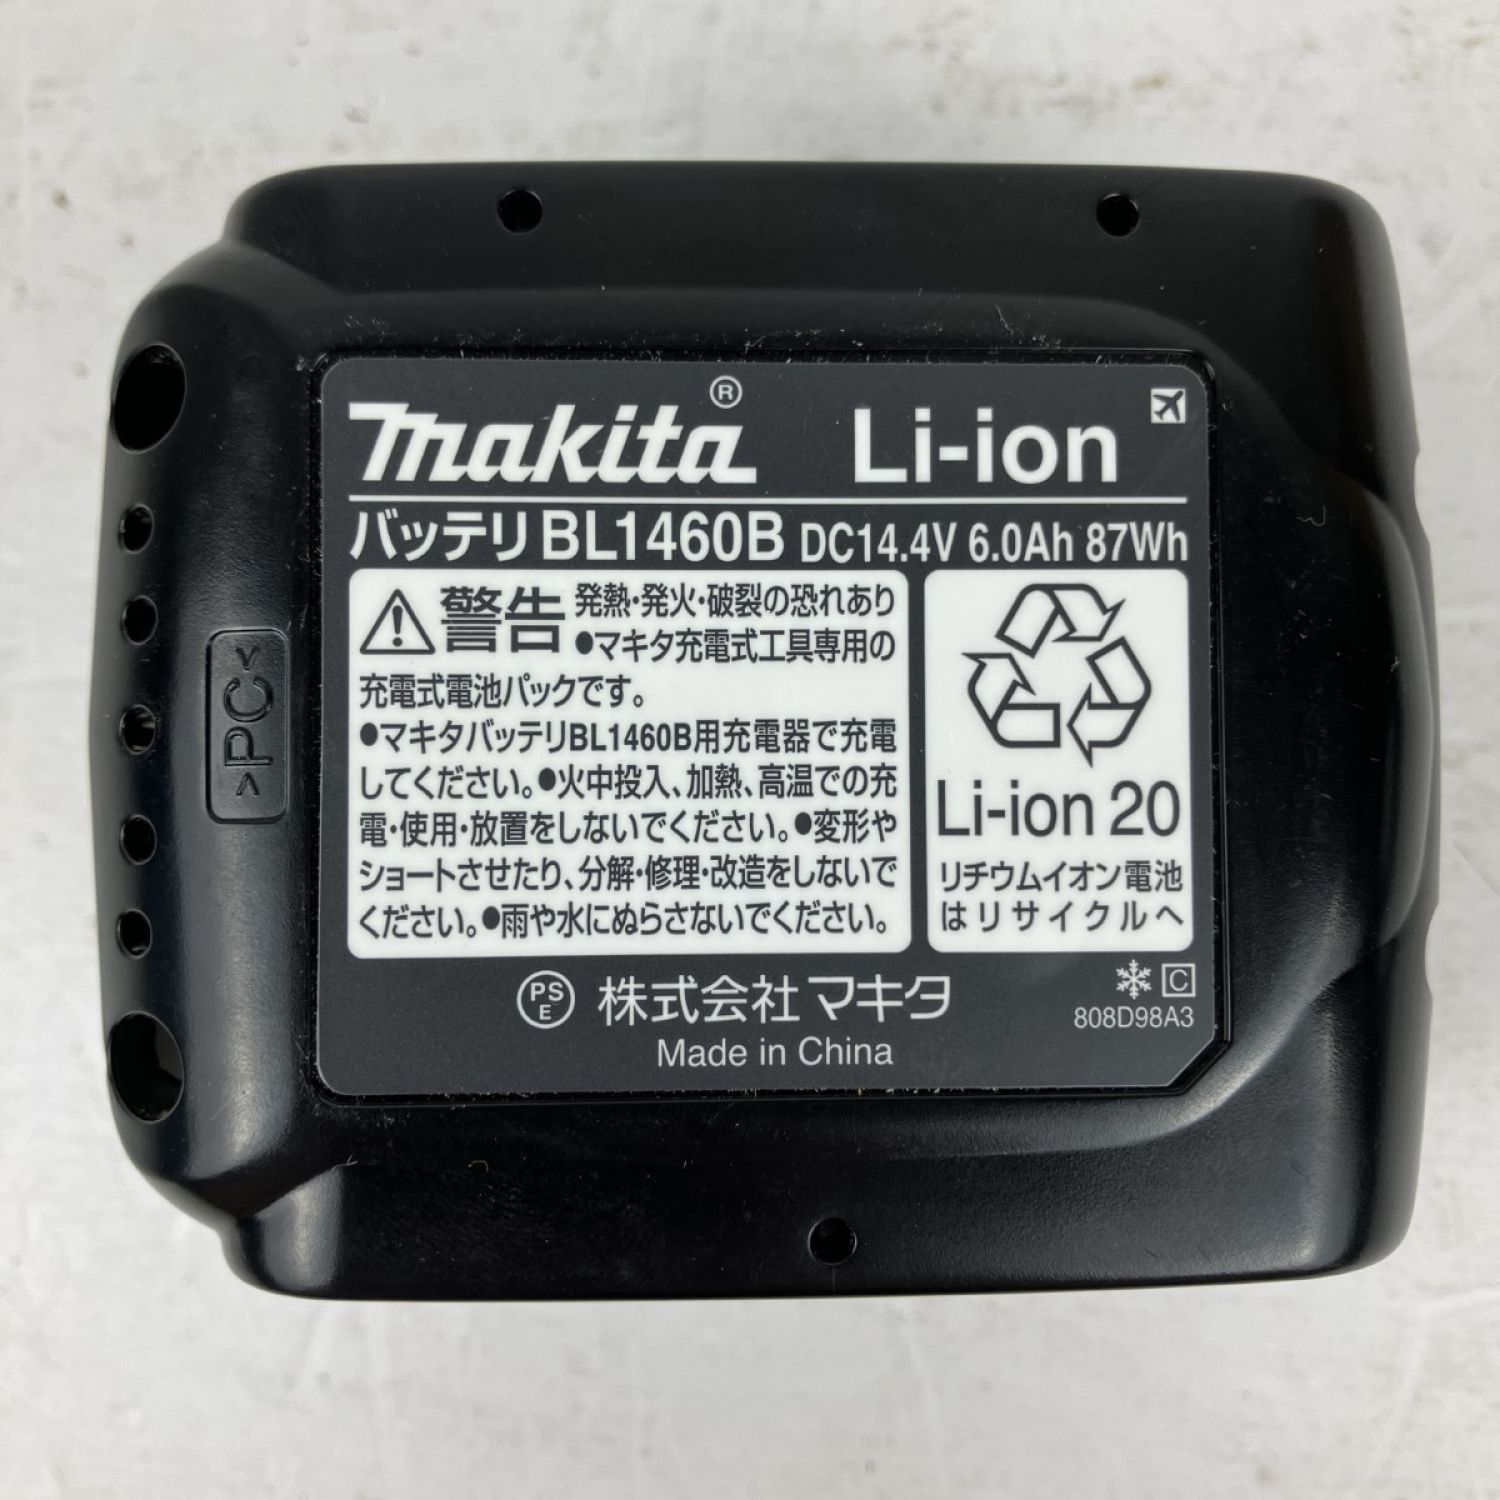 makita® Li-ion
バッテリ BL1460B DC14.4V 6.0Ah 87Wh
警告 発熱・発火・破裂の恐れあり
●マキタ充電式工具専用の
充電式電池パックです。
●マキタバッテリBL1460B用充電器で充電
してください。●火中投入、加熱、高温での充
電・使用・放置をしないでください。●変形や
ショートさせたり、分解・修理・改造をしないで
ください。●雨や水にぬらさないでください。
Li-ion 20
リチウムイオン電池
はリサイクルへ
PS
E
株式会社マキタ
Made in China
C
808D98A3
>PC<